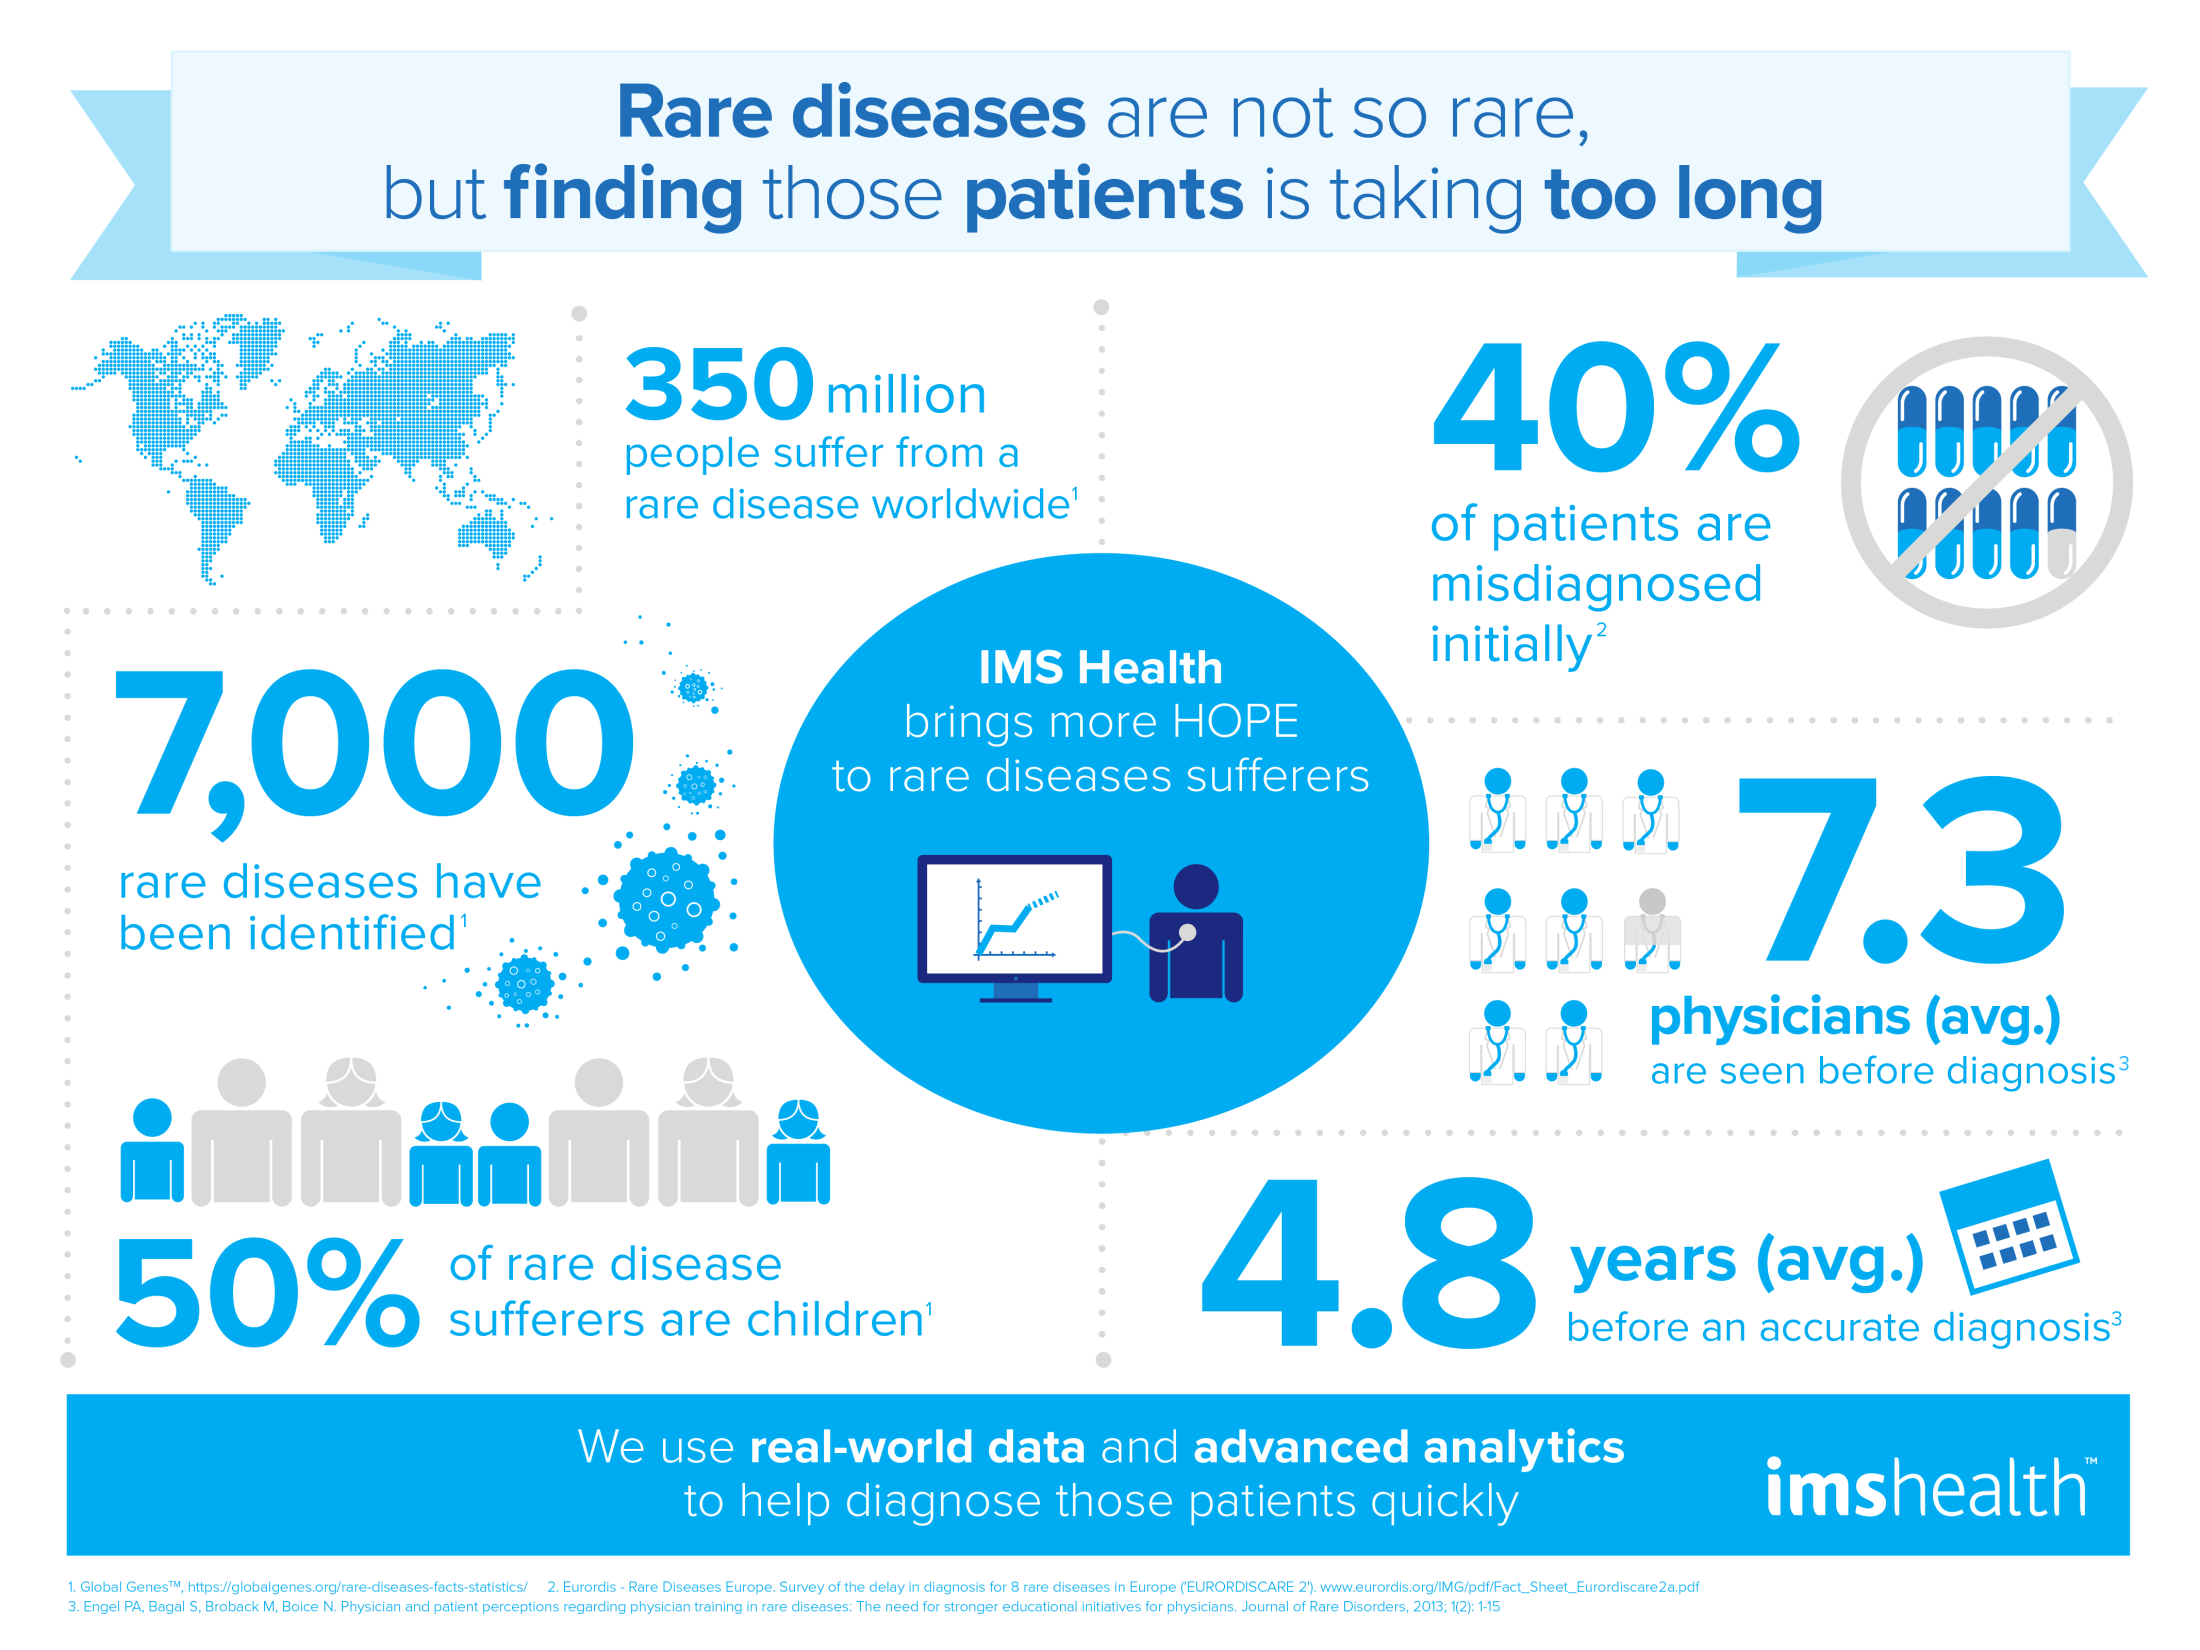 Rare diseases are not so rare,
but finding those patients is taking too long
350 million
people suffer from a
rare disease worldwide¹
40%
of patients are
misdiagnosed
initially²
7,000
rare diseases have
been identified¹
IMS Health
brings more HOPE
to rare diseases sufferers
7.3
physicians (avg.)
are seen before diagnosis³
50%
of rare disease
sufferers are children¹
4.8
years (avg.)
before an accurate diagnosis³
We use real-world data and advanced analytics
to help diagnose those patients quickly
imshealth™
1. Global Genes™, https://globalgenes.org/rare-diseases-facts-statistics/ 2. Eurordis - Rare Diseases Europe. Survey of the delay in diagnosis for 8 rare diseases in Europe ('EURORDISCARE 2'). www.eurordis.org/IMG/pdf/Fact_Sheet_Eurordiscare2a.pdf
3. Engel PA, Bagal S, Broback M, Boice N. Physician and patient perceptions regarding physician training in rare diseases: The need for stronger educational initiatives for physicians. Journal of Rare Disorders, 2013; 1(2): 1-15